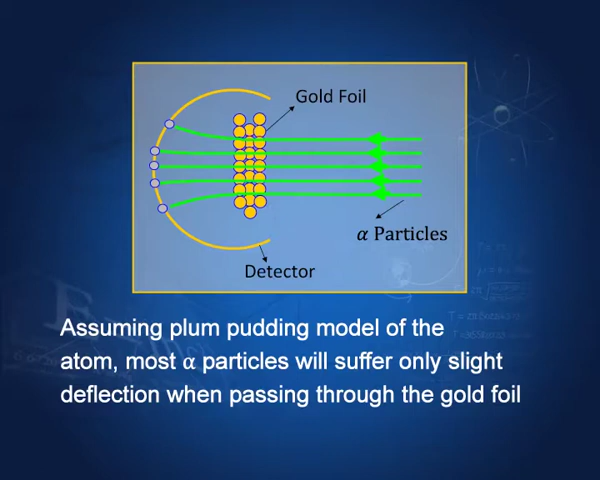 Gold Foil
α Particles
Detector
Assuming plum pudding model of the
atom, most α particles will suffer only slight
deflection when passing through the gold foil